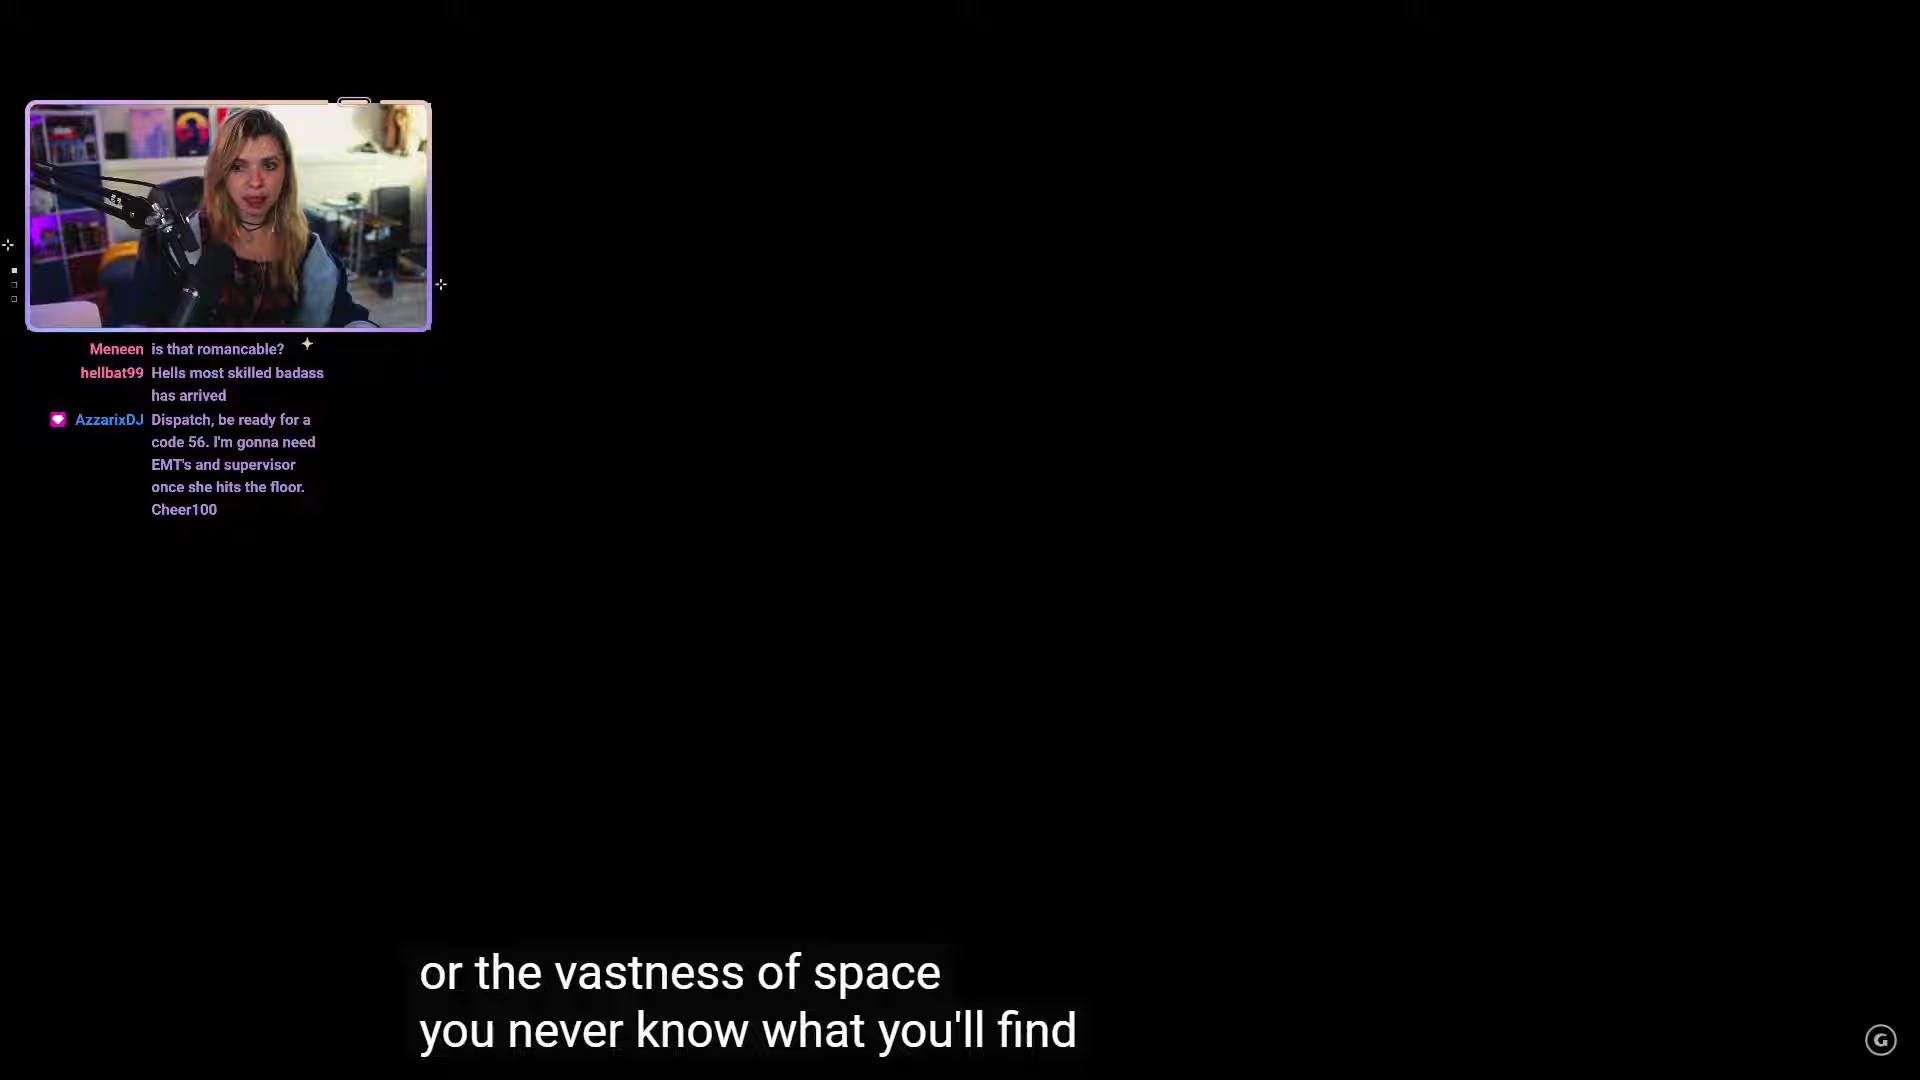 Meneen is that romancable?
hellbat99 Hells most skilled badass
has arrived
AzzarixDJ Dispatch, be ready for a
code 56. I'm gonna need
EMT's and supervisor
once she hits the floor.
Cheer100
or the vastness of space
you never know what you'll find
G